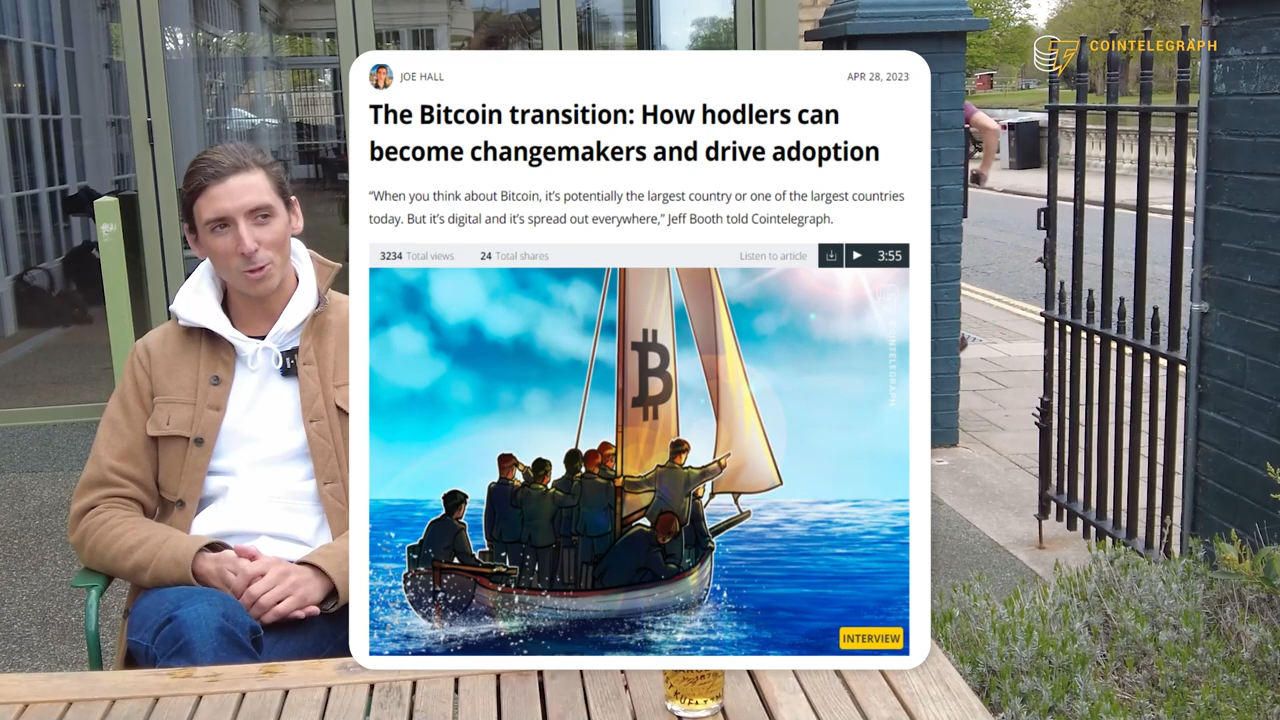 COINTELEGRAPH
JOE HALL
APR 28, 2023
The Bitcoin transition: How hodlers can
become changemakers and drive adoption
“When you think about Bitcoin, it’s potentially the largest country or one of the largest countries
today. But it’s digital and it’s spread out everywhere,” Jeff Booth told Cointelegraph.
3234 Total views 24 Total shares Listen to article 3:55
COINTELEGRAPH
INTERVIEW